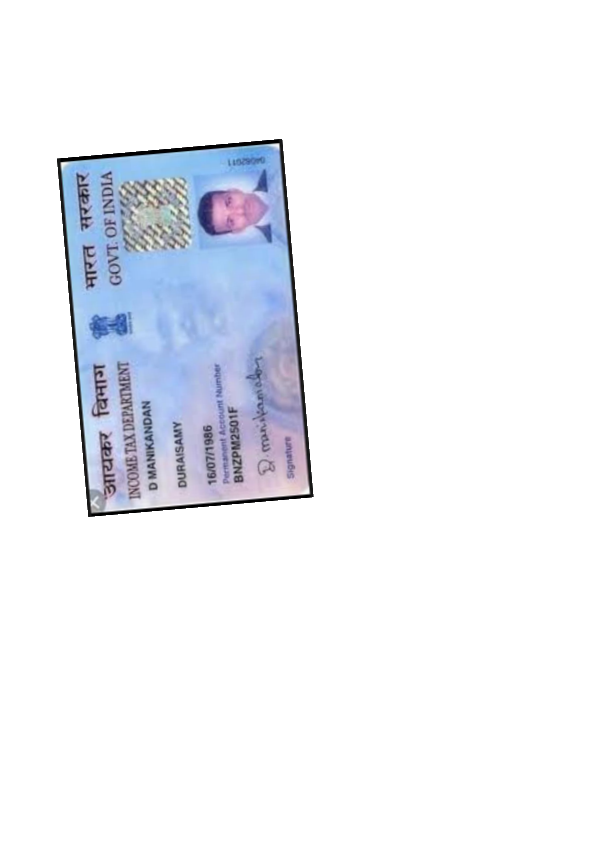 आयकर विभाग
भारत सरकार
INCOME TAX DEPARTMENT
GOVT. OF INDIA
D MANIKANDAN
DURAISAMY
16/07/1986
Permanent Account Number
BNZPM2501F
D. manikandan
Signature
04082011